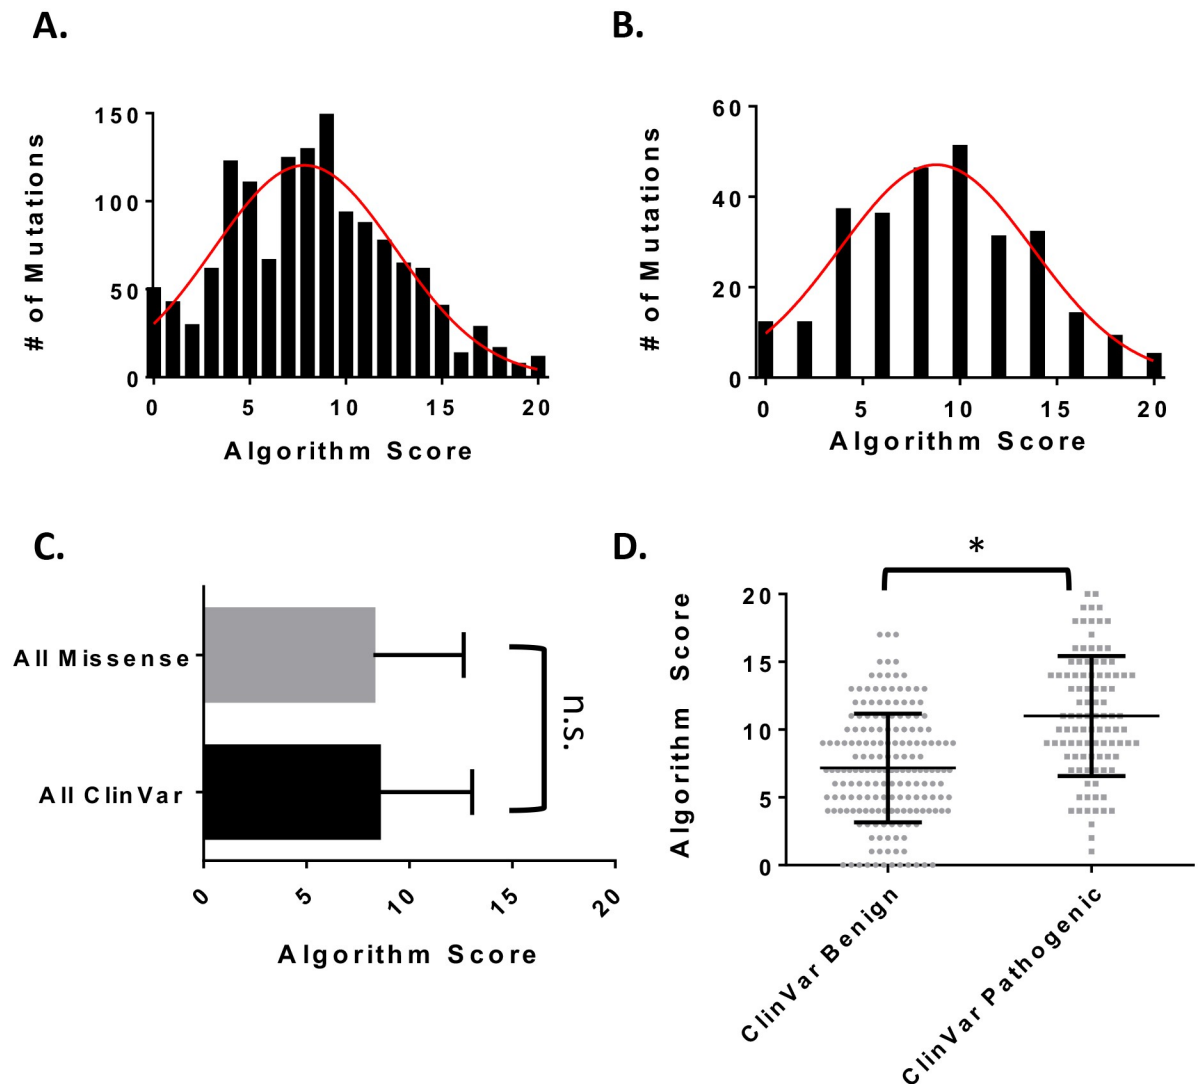 A.
150
100
50
0
# of Mutations
0 5 10 15 20
Algorithm Score
B.
60
40
20
0
# of Mutations
0 5 10 15 20
Algorithm Score
C.
All Missense
All ClinVar
n.s.
0 5 10 15 20
Algorithm Score
D.
*
20
15
10
5
0
Algorithm Score
ClinVar Benign
ClinVar Pathogenic